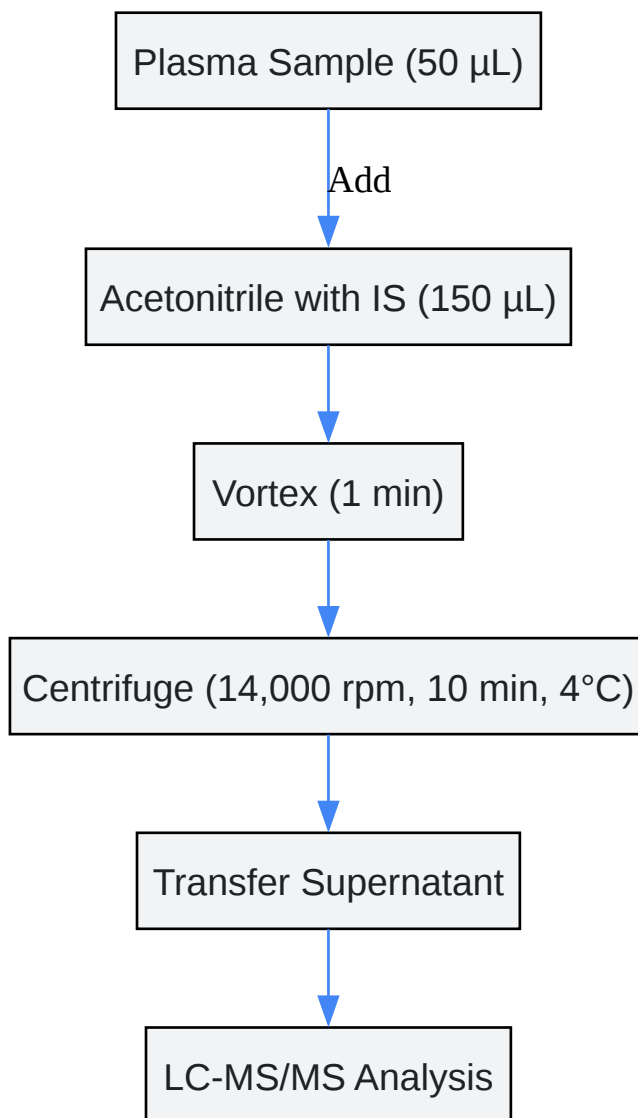 Plasma Sample (50 µL)
Add
Acetonitrile with IS (150 µL)
Vortex (1 min)
Centrifuge (14,000 rpm, 10 min, 4°C)
Transfer Supernatant
LC-MS/MS Analysis